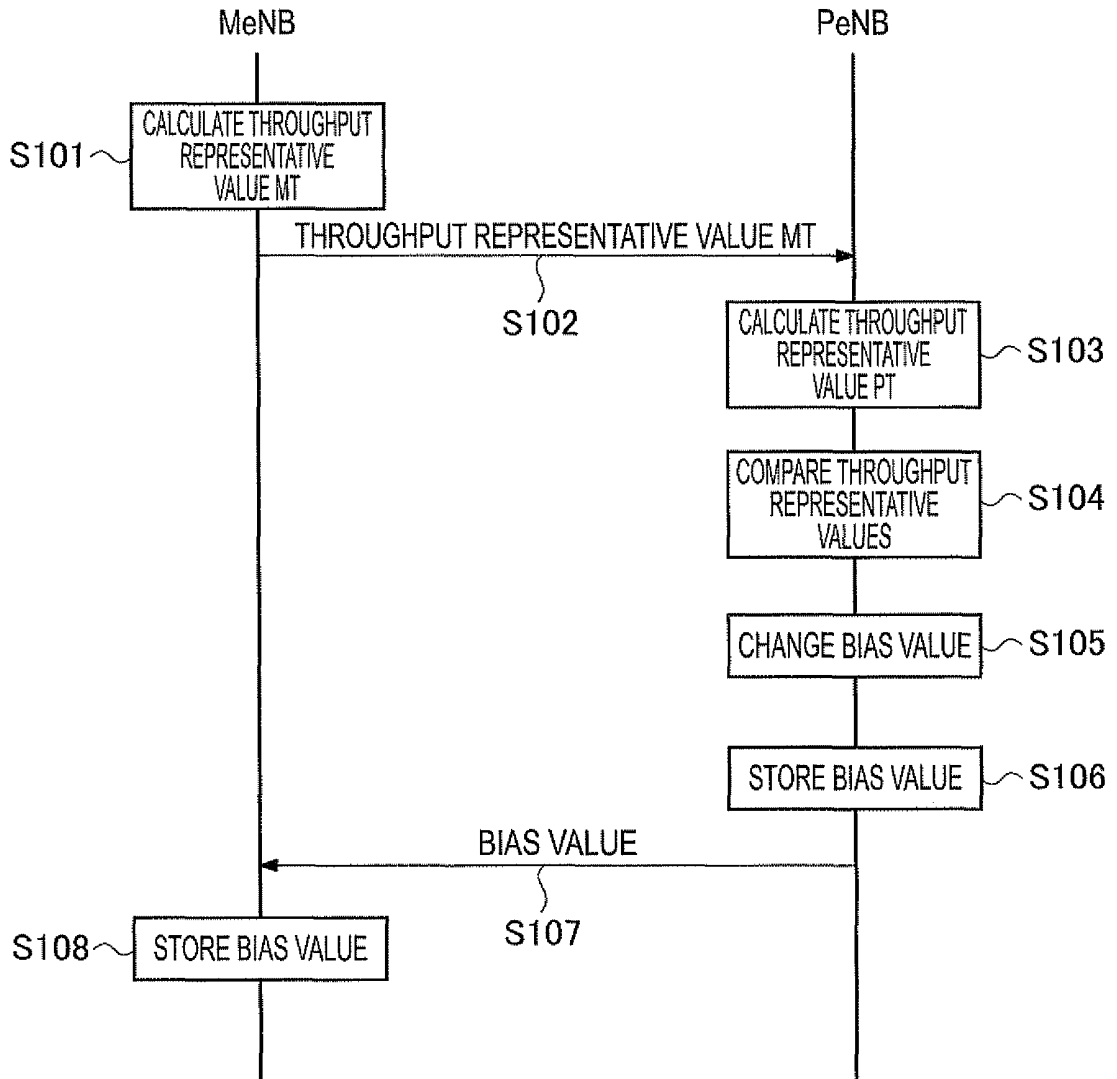 MeNB
PeNB
S101
CALCULATE THROUGHPUT
REPRESENTATIVE
VALUE MT
THROUGHPUT REPRESENTATIVE VALUE MT
S102
CALCULATE THROUGHPUT
REPRESENTATIVE
VALUE PT
S103
COMPARE THROUGHPUT
REPRESENTATIVE
VALUES
S104
CHANGE BIAS VALUE
S105
STORE BIAS VALUE
S106
BIAS VALUE
S107
S108
STORE BIAS VALUE